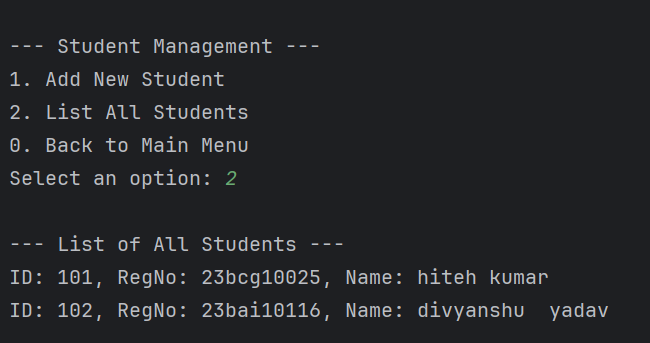 --- Student Management ---
1. Add New Student
2. List All Students
0. Back to Main Menu
Select an option: 2
--- List of All Students ---
ID: 101, RegNo: 23bcg10025, Name: hiteh kumar
ID: 102, RegNo: 23bai10116, Name: divyanshu  yadav